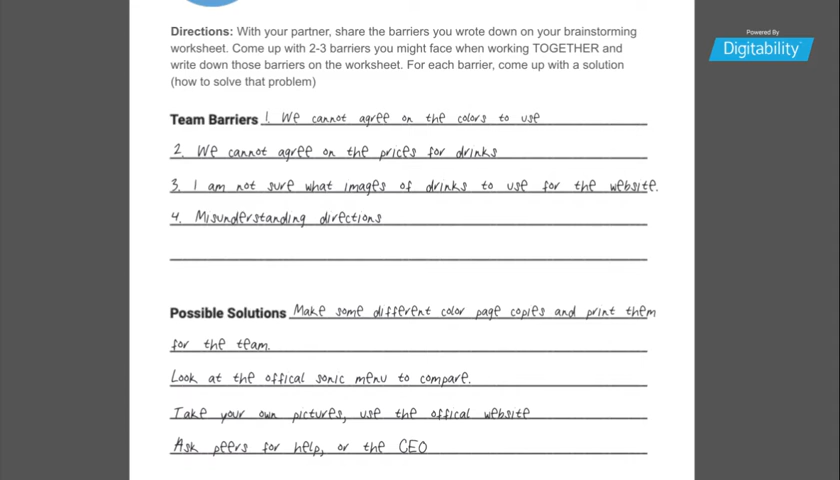 Powered By
Digitability
Directions: With your partner, share the barriers you wrote down on your brainstorming
worksheet. Come up with 2-3 barriers you might face when working TOGETHER and
write down those barriers on the worksheet. For each barrier, come up with a solution
(how to solve that problem)
Team Barriers 1. We cannot agree on the colors to use
2. We cannot agree on the prices for drinks
3. I am not sure what images of drinks to use for the website.
4. Misunderstanding directions
Possible Solutions Make some different color page copies and print them
for the team.
Look at the offical sonic menu to compare.
Take your own pictures, use the offical website
Ask peers for help, or the CEO